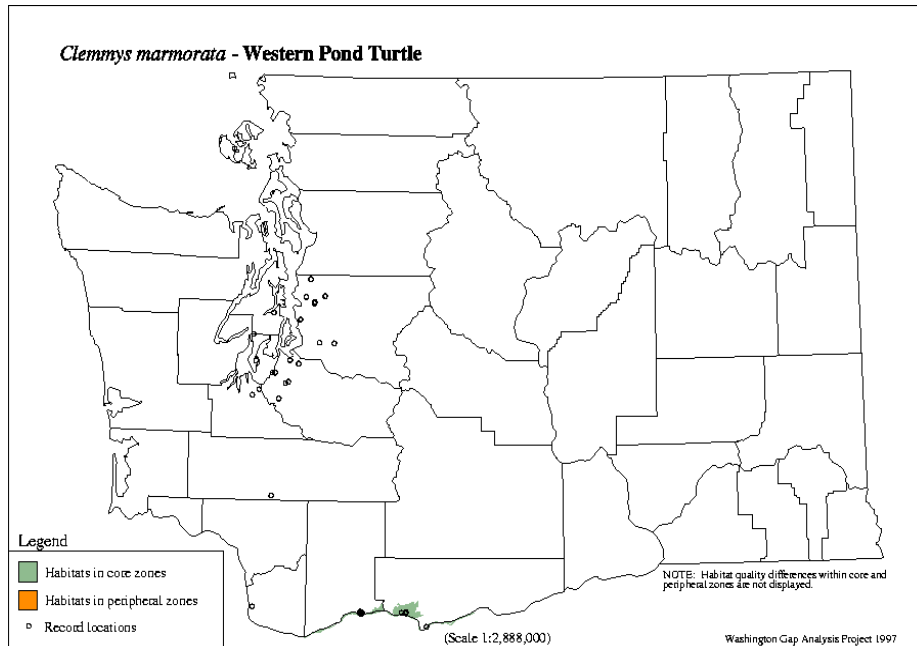 Clemmys marmorata - Western Pond Turtle
Legend
Habitats in core zones
Habitats in peripheral zones
Record locations
(Scale 1:2,888,000)
NOTE: Habitat quality differences within core and
peripheral zones are not displayed.
Washington Gap Analysis Project 1997